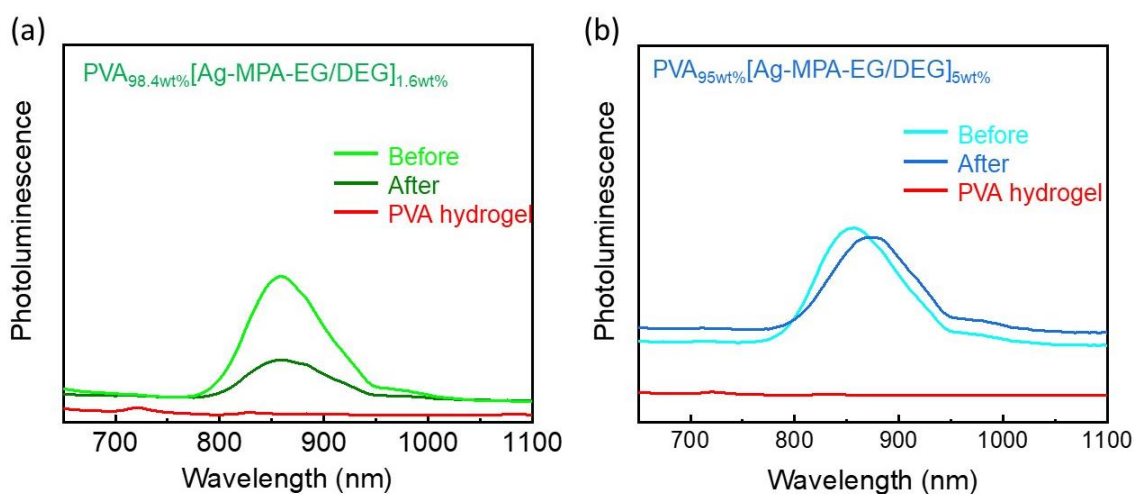 (a)
PVA98.4wt%[Ag-MPA-EG/DEG]1.6wt%
Before
After
PVA hydrogel
Photoluminescence
700 800 900 1000 1100
Wavelength (nm)
(b)
PVA95wt%[Ag-MPA-EG/DEG]5wt%
Before
After
PVA hydrogel
Photoluminescence
700 800 900 1000 1100
Wavelength (nm)